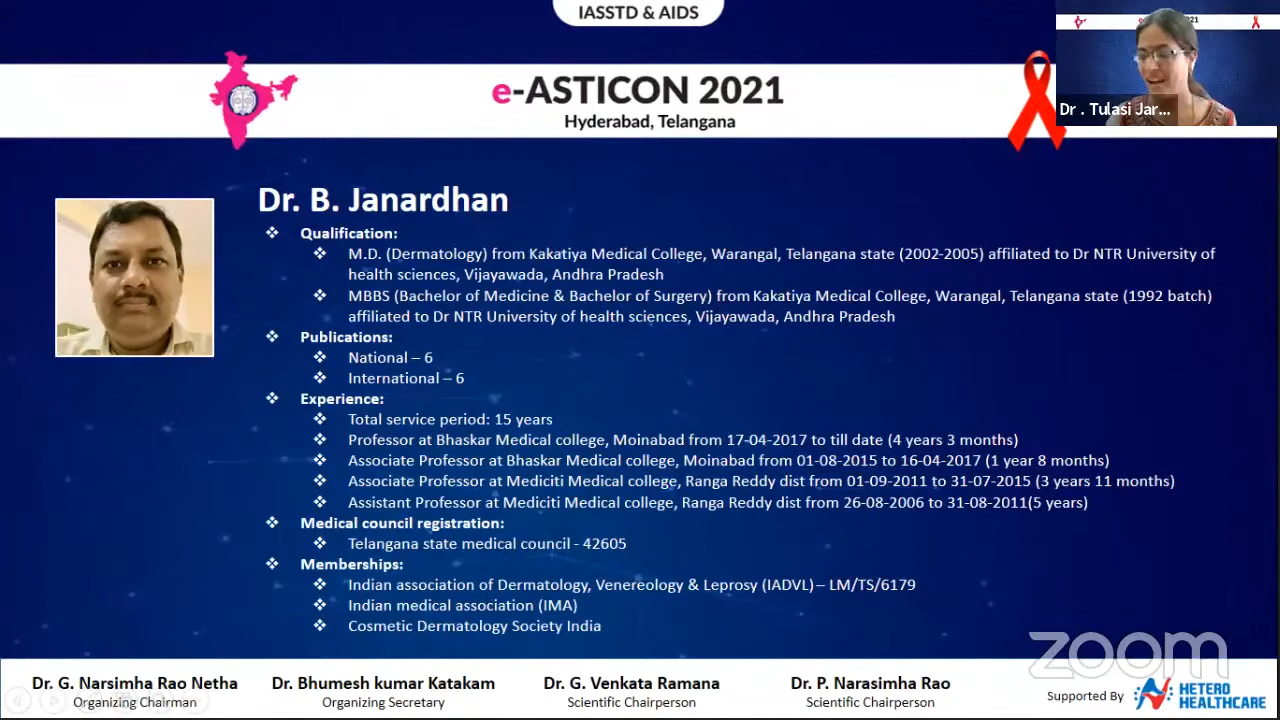 IASSTD & AIDS
e-ASTICON 2021
Hyderabad, Telangana
21
Dr . Tulasi Jar...
Dr. B. Janardhan
Qualification:
M.D. (Dermatology) from Kakatiya Medical College, Warangal, Telangana state (2002-2005) affiliated to Dr NTR University of
health sciences, Vijayawada, Andhra Pradesh
MBBS (Bachelor of Medicine & Bachelor of Surgery) from Kakatiya Medical College, Warangal, Telangana state (1992 batch)
affiliated to Dr NTR University of health sciences, Vijayawada, Andhra Pradesh
Publications:
National – 6
International – 6
Experience:
Total service period: 15 years
Professor at Bhaskar Medical college, Moinabad from 17-04-2017 to till date (4 years 3 months)
Associate Professor at Bhaskar Medical college, Moinabad from 01-08-2015 to 16-04-2017 (1 year 8 months)
Associate Professor at Mediciti Medical college, Ranga Reddy dist from 01-09-2011 to 31-07-2015 (3 years 11 months)
Assistant Professor at Mediciti Medical college, Ranga Reddy dist from 26-08-2006 to 31-08-2011(5 years)
Medical council registration:
Telangana state medical council - 42605
Memberships:
Indian association of Dermatology, Venereology & Leprosy (IADVL) – LM/TS/6179
Indian medical association (IMA)
Cosmetic Dermatology Society India
zoom
Dr. G. Narsimha Rao Netha
Organizing Chairman
Dr. Bhumesh kumar Katakam
Organizing Secretary
Dr. G. Venkata Ramana
Scientific Chairperson
Dr. P. Narasimha Rao
Scientific Chairperson
Supported By
HETERO
HEALTHCARE